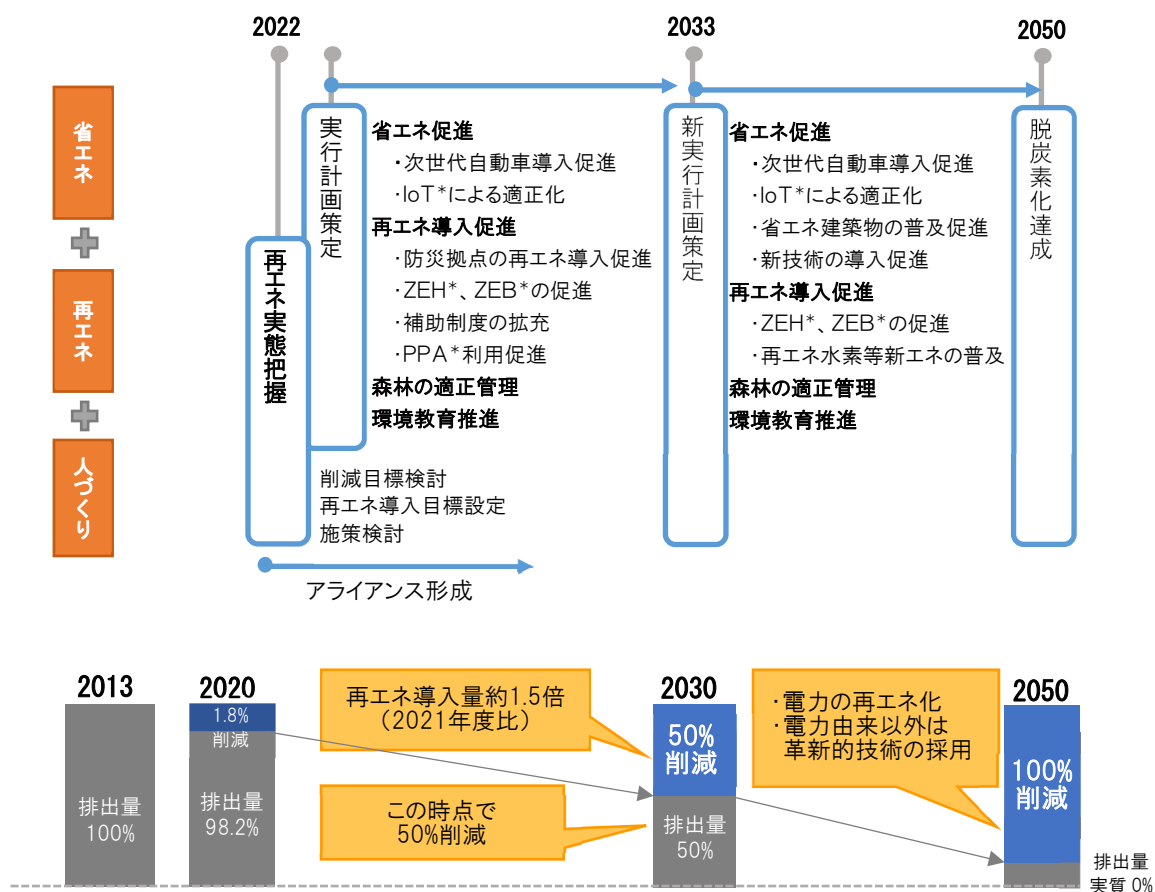 2022
2033
2050
省エネ
再エネ
人づくり
再エネ実態把握
実行計画策定
省エネ促進
・次世代自動車導入促進
・IoT*による適正化
再エネ導入促進
・防災拠点の再エネ導入促進
・ZEH*、ZEB*の促進
・補助制度の拡充
・PPA*利用促進
森林の適正管理
環境教育推進
削減目標検討
再エネ導入目標設定
施策検討
アライアンス形成
新実行計画策定
省エネ促進
・次世代自動車導入促進
・IoT*による適正化
・省エネ建築物の普及促進
・新技術の導入促進
再エネ導入促進
・ZEH*、ZEB*の促進
・再エネ水素等新エネの普及
森林の適正管理
環境教育推進
脱炭素化達成
2013
排出量
100%
2020
1.8%
削減
排出量
98.2%
再エネ導入量約1.5倍
（2021年度比）
この時点で
50%削減
2030
50%
削減
排出量
50%
・電力の再エネ化
・電力由来以外は
革新的技術の採用
2050
100%
削減
排出量
実質 0%